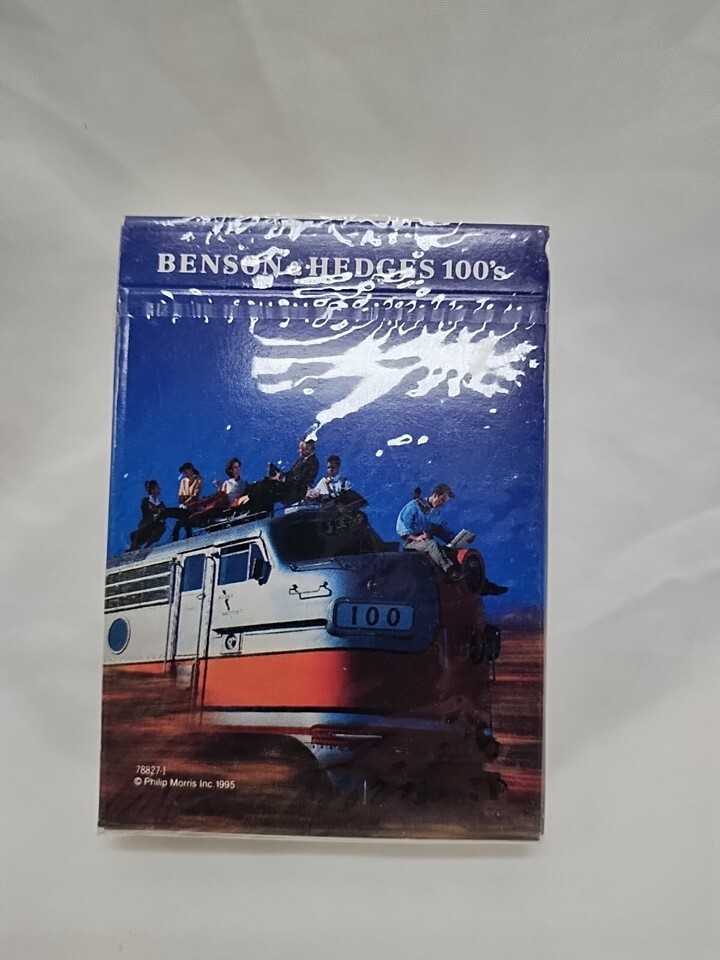 BENSON & HEDGES 100's
100
78827-1
© Philip Morris Inc. 1995